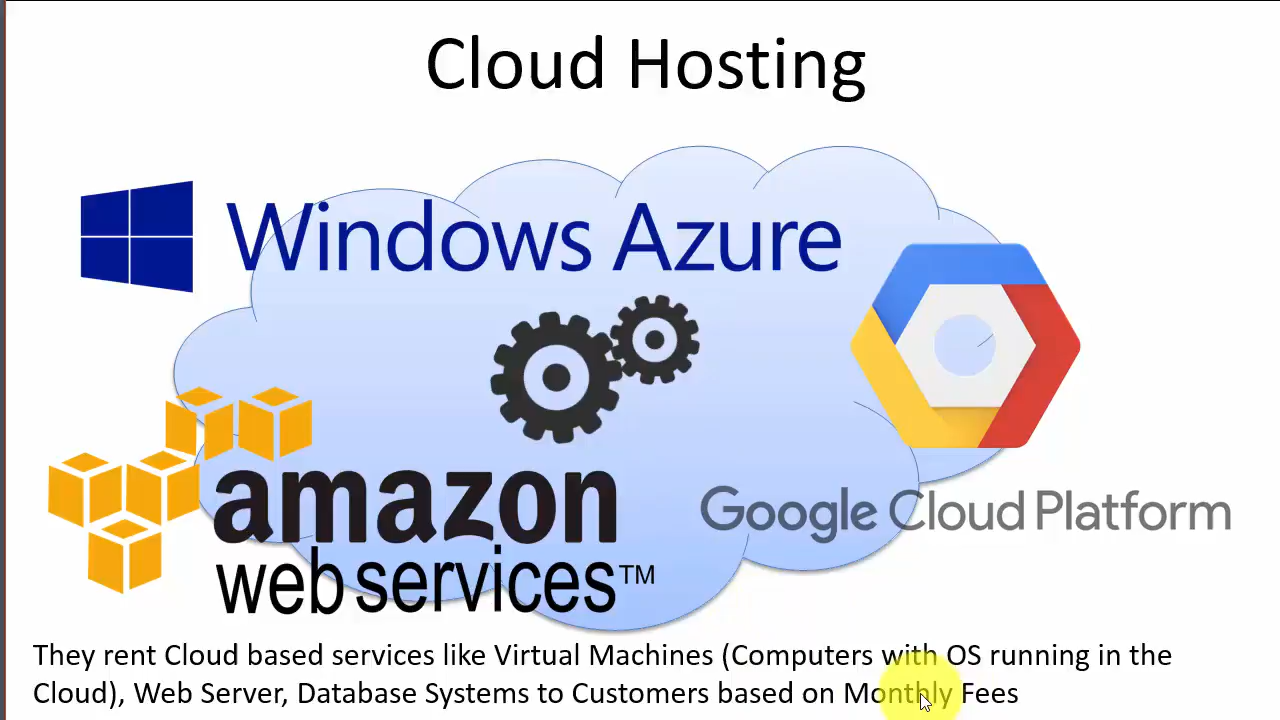 Cloud Hosting
Windows Azure
amazon
web services™
Google Cloud Platform
They rent Cloud based services like Virtual Machines (Computers with OS running in the
Cloud), Web Server, Database Systems to Customers based on Monthly Fees